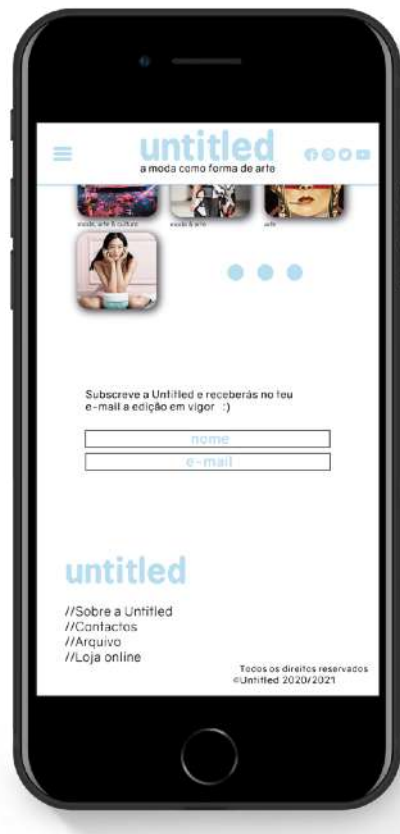 untitled
a moda como forma de arte
moda, arte & cultura
moda & arte
arte
Subscreve a Untitled e receberás no teu
e-mail a edição em vigor :)
nome
e-mail
untitled
//Sobre a Untitled
//Contactos
//Arquivo
//Loja online
Todos os direitos reservados
©Untitled 2020/2021